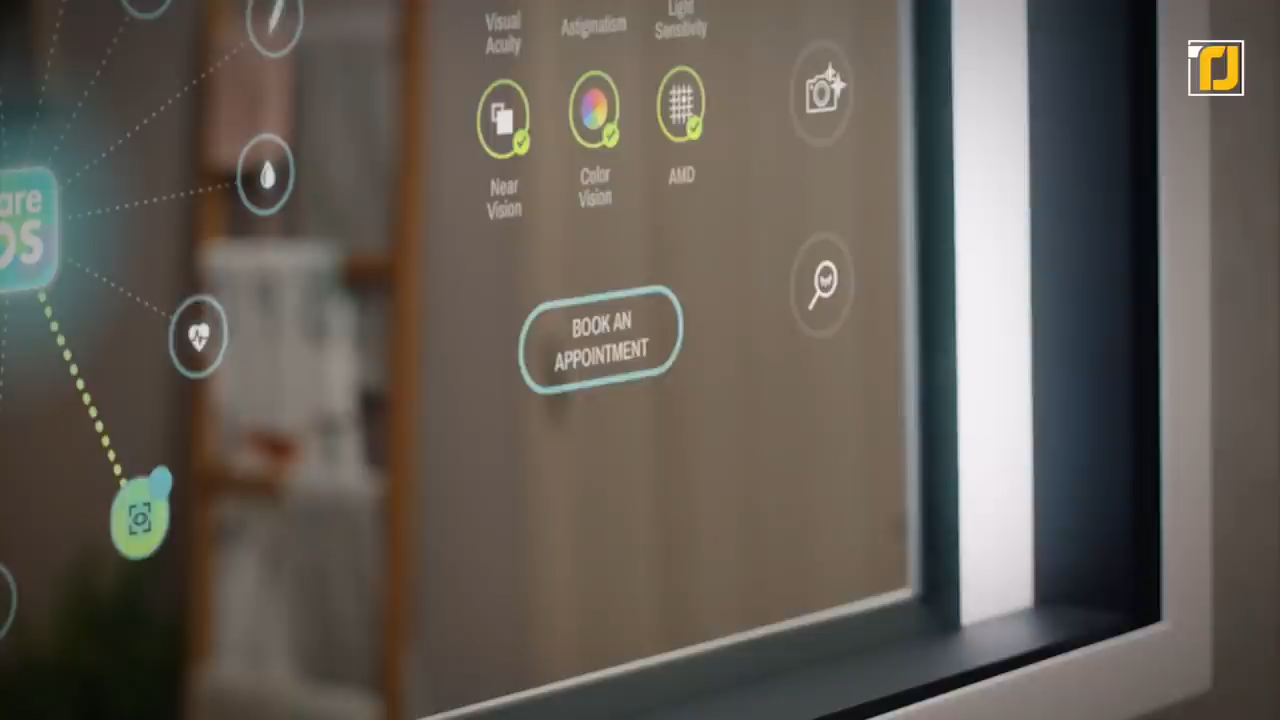 Visual
Acuity
Astigmatism
Light
Sensitivity
are
OS
Near
Vision
Color
Vision
AMD
BOOK AN
APPOINTMENT